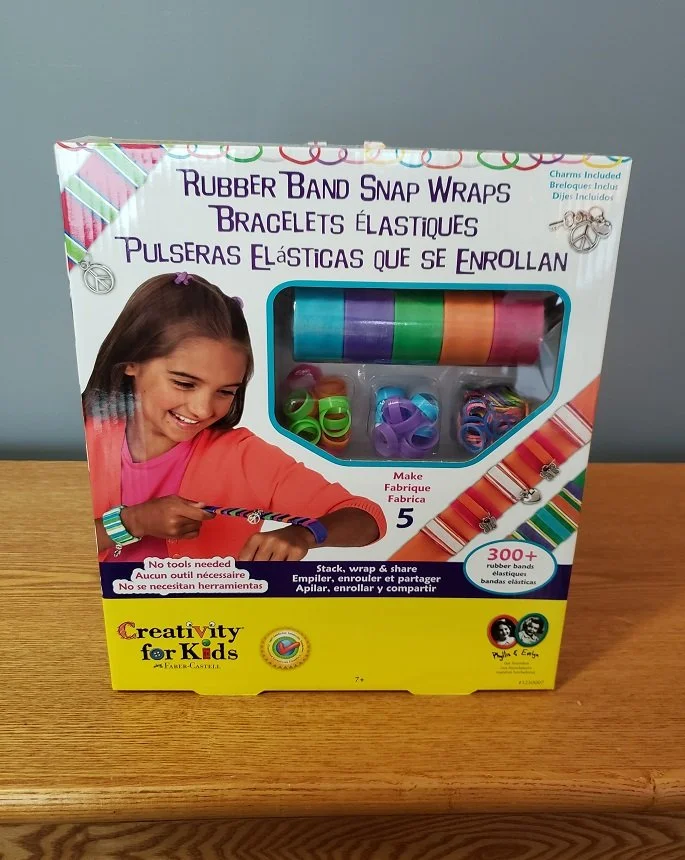 Rubber Band Snap Wraps
Bracelets élastiques
Pulseras Elásticas que se Enrollan
Charms Included
Breloques Inclus
Dijes Incluidos
Make
Fabrique
Fabrica
5
300+
rubber bands
élastiques
bandas elásticas
No tools needed
Aucun outil nécessaire
No se necesitan herramientas
Stack, wrap & share
Empiler, enrouler et partager
Apilar, enrollar y compartir
Creativity
for Kids
Faber-Castell
7+
Phyllis & Evelyn